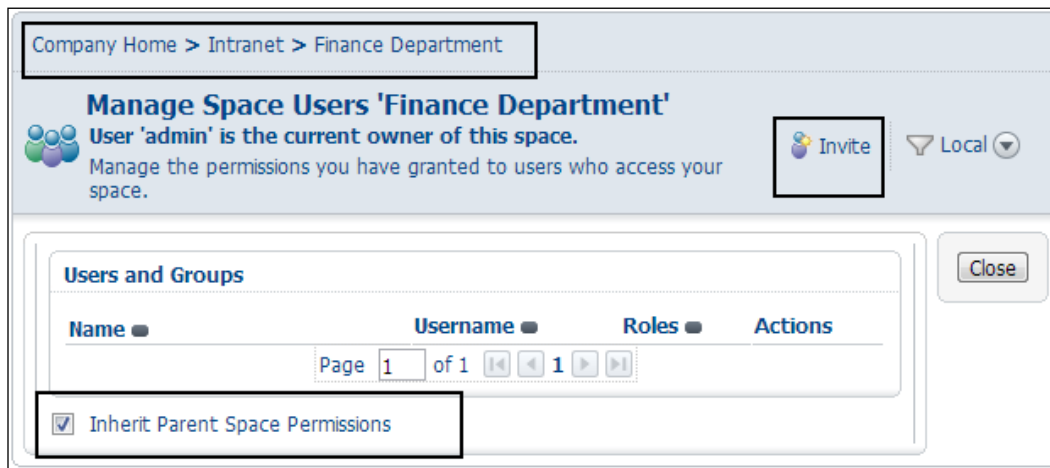 Company Home > Intranet > Finance Department
Manage Space Users 'Finance Department'
User 'admin' is the current owner of this space.
Manage the permissions you have granted to users who access your
space.
Invite
Local
Close
Users and Groups
Name Username Roles Actions
Page 1 of 1 1
Inherit Parent Space Permissions